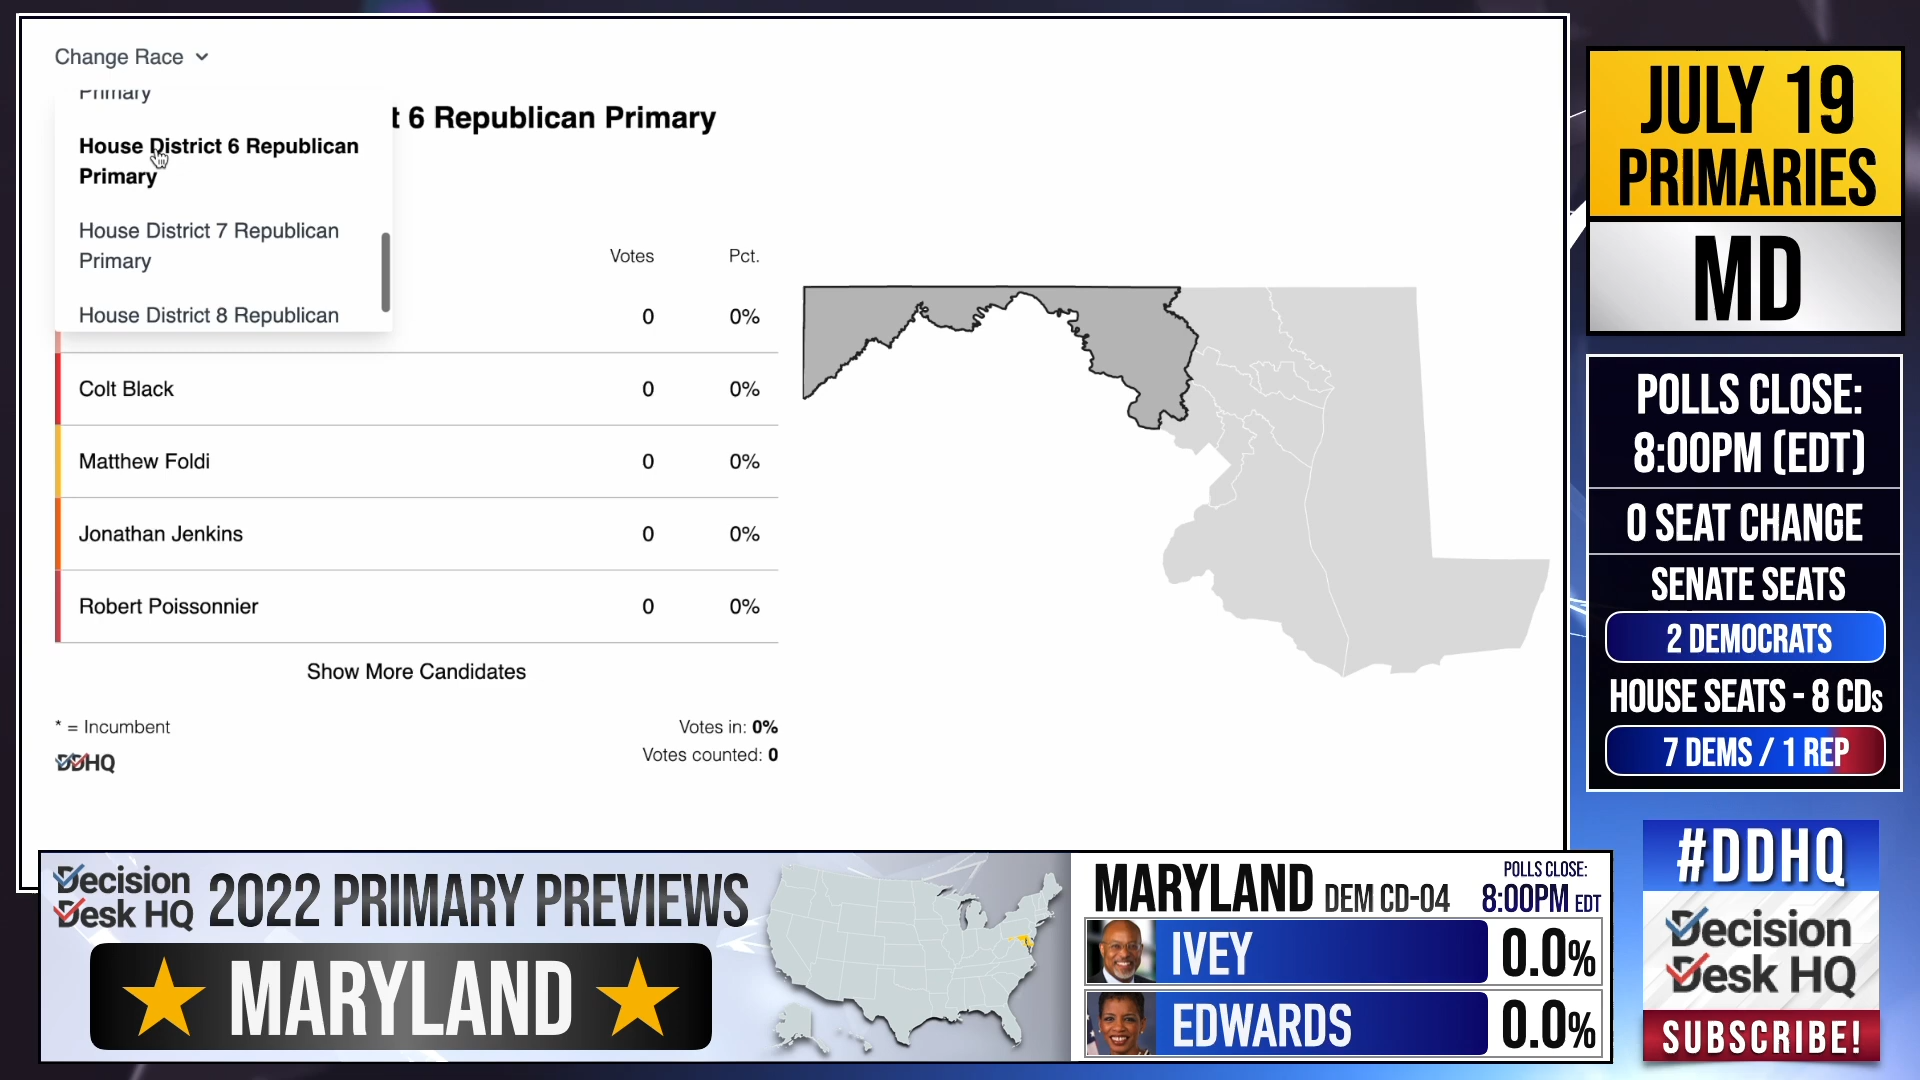 Change Race
Primary
t 6 Republican Primary
House District 6 Republican
Primary
House District 7 Republican
Primary
House District 8 Republican
Votes Pct.
0 0%
Colt Black 0 0%
Matthew Foldi 0 0%
Jonathan Jenkins 0 0%
Robert Poissonnier 0 0%
Show More Candidates
* = Incumbent
Votes in: 0%
Votes counted: 0
DDHQ
JULY 19
PRIMARIES
MD
POLLS CLOSE:
8:00PM (EDT)
0 SEAT CHANGE
SENATE SEATS
2 DEMOCRATS
HOUSE SEATS - 8 CDs
7 DEMS / 1 REP
Decision
Desk HQ
2022 PRIMARY PREVIEWS
MARYLAND
MARYLAND DEM CD-04
POLLS CLOSE:
8:00PM EDT
IVEY 0.0%
EDWARDS 0.0%
#DDHQ
Decision
Desk HQ
SUBSCRIBE!